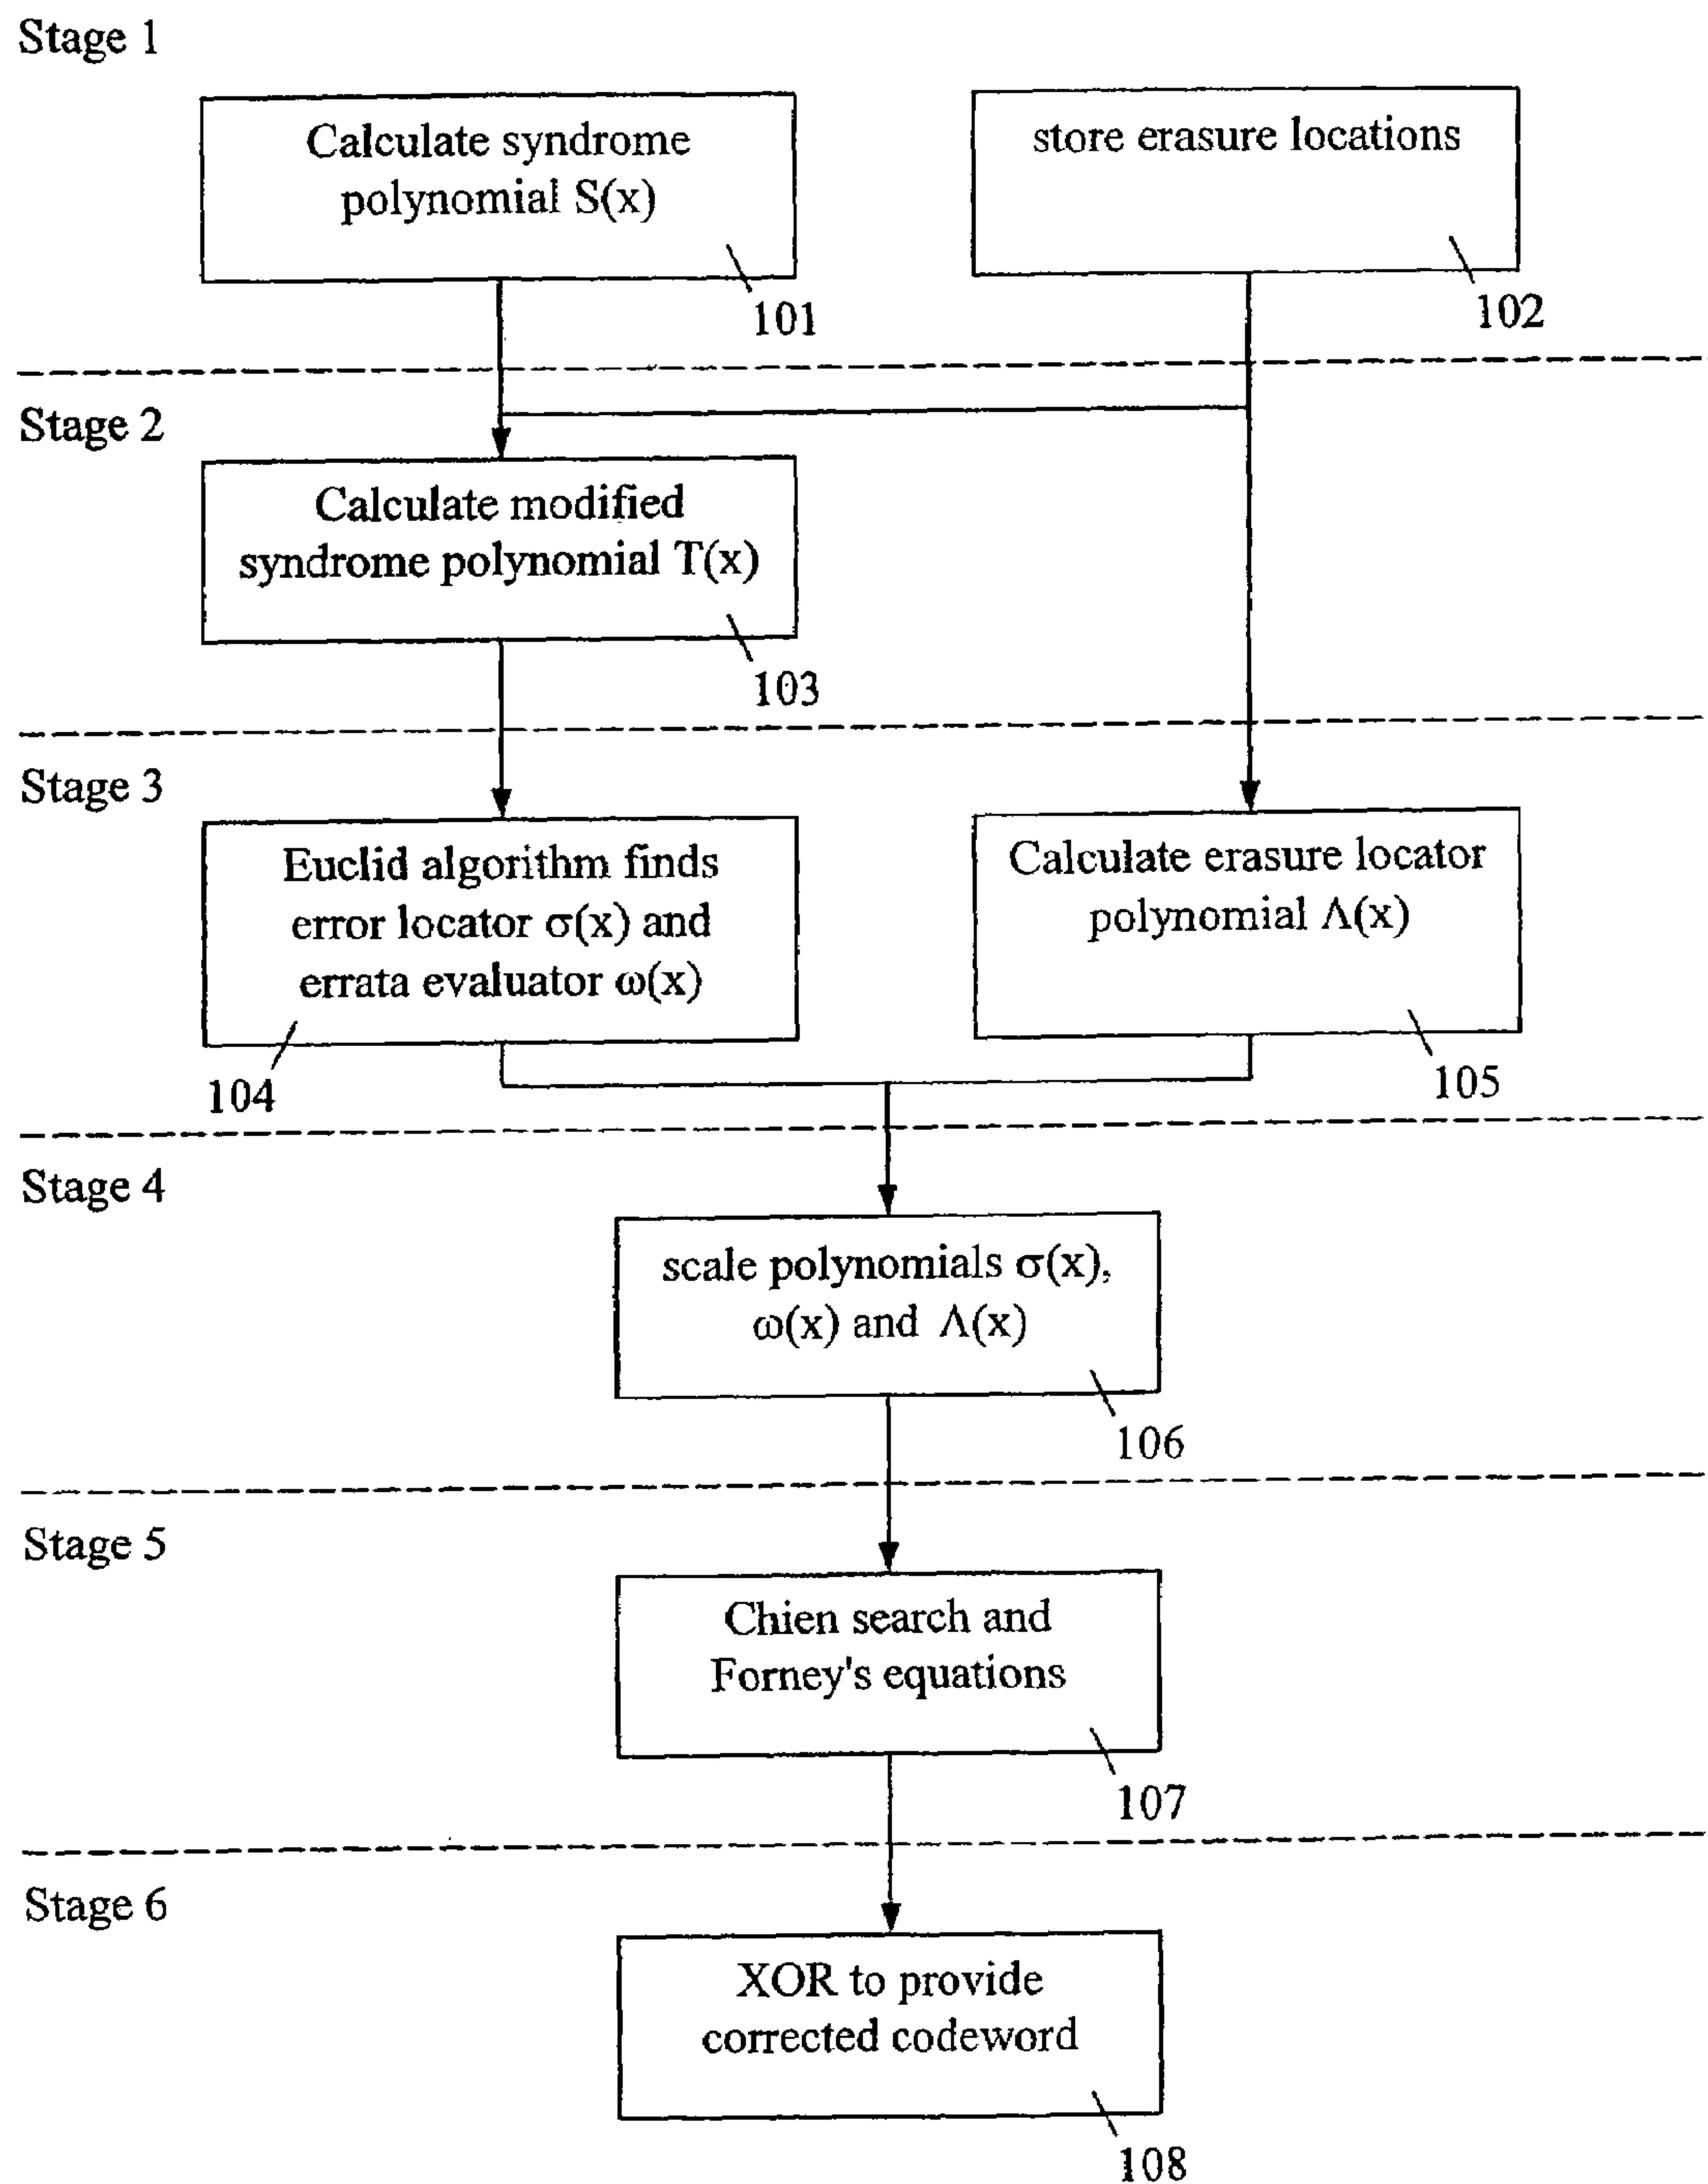 Stage 1
Calculate syndrome
polynomial S(x)
101
store erasure locations
102
Stage 2
Calculate modified
syndrome polynomial T(x)
103
Stage 3
Euclid algorithm finds
error locator σ(x) and
errata evaluator ω(x)
104
Calculate erasure locator
polynomial Λ(x)
105
Stage 4
scale polynomials σ(x),
ω(x) and Λ(x)
106
Stage 5
Chien search and
Forney's equations
107
Stage 6
XOR to provide
corrected codeword
108